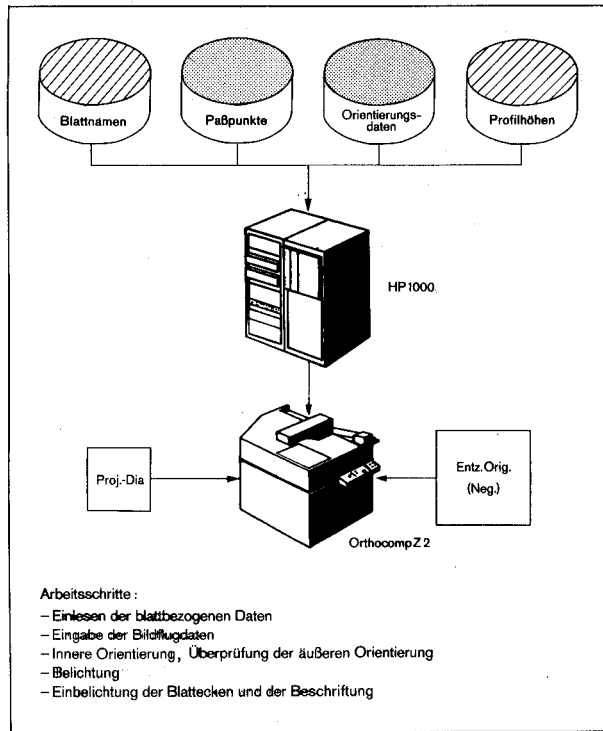 Blattnamen
Paßpunkte
Orientierungs-
daten
Profilhöhen
HP1000
Proj.-Dia
Entz. Orig.
(Neg.)
Orthocomp Z 2
Arbeitsschritte :
– Einlesen der blattbezogenen Daten
– Eingabe der Bildflugdaten
– Innere Orientierung, Überprüfung der äußeren Orientierung
– Belichtung
– Einbelichtung der Blattecken und der Beschriftung